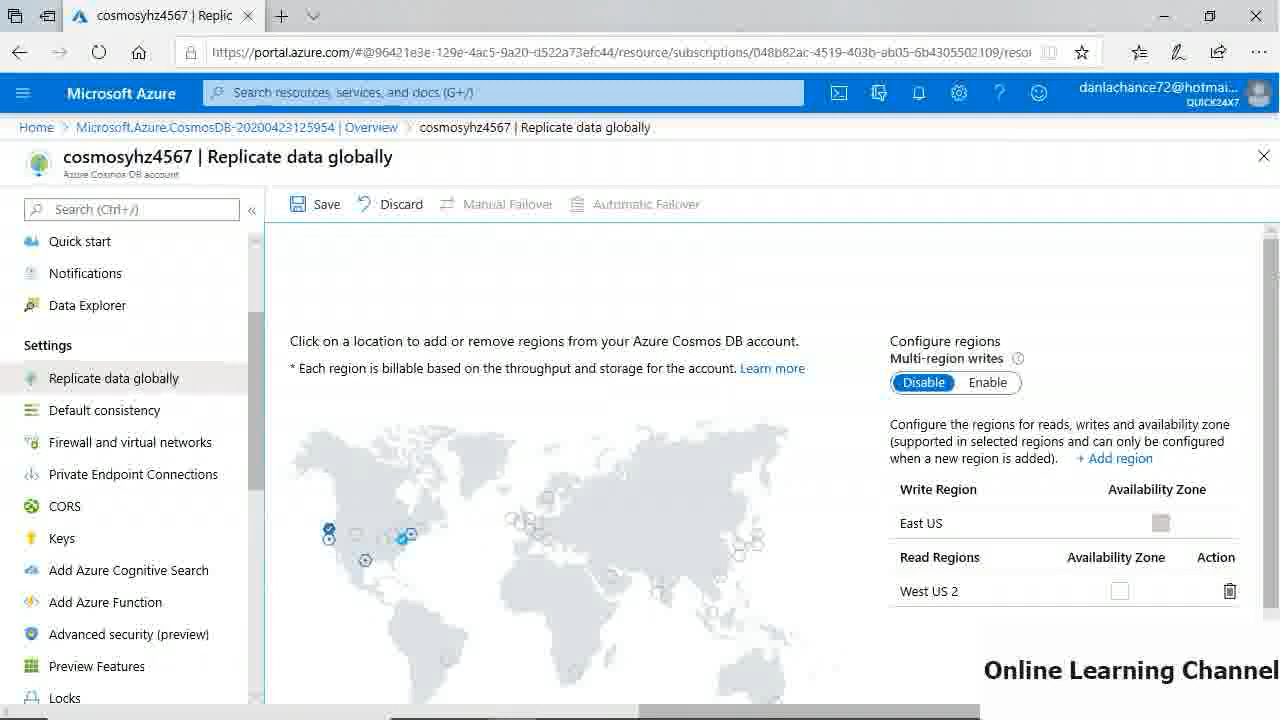 cosmosyhz4567 | Replic
https://portal.azure.com/#@96421e3e-129e-4ac5-9a20-d522a73efc44/resource/subscriptions/048b82ac-4519-403b-ab05-6b4305502109/resou
Microsoft Azure
Search resources, services, and docs (G+/)
danlachance72@hotmai...
QUICK24X7
Home > Microsoft.Azure.CosmosDB-20200423125954 | Overview > cosmosyhz4567 | Replicate data globally
cosmosyhz4567 | Replicate data globally
Azure Cosmos DB account
Search (Ctrl+/)
«
Save
Discard
Manual Failover
Automatic Failover
Quick start
Notifications
Data Explorer
Settings
Replicate data globally
Default consistency
Firewall and virtual networks
Private Endpoint Connections
CORS
Keys
Add Azure Cognitive Search
Add Azure Function
Advanced security (preview)
Preview Features
Locks
Click on a location to add or remove regions from your Azure Cosmos DB account.
* Each region is billable based on the throughput and storage for the account. Learn more
Configure regions
Multi-region writes
Disable Enable
Configure the regions for reads, writes and availability zone
(supported in selected regions and can only be configured
when a new region is added). + Add region
Write Region Availability Zone
East US
Read Regions Availability Zone Action
West US 2
Online Learning Channel